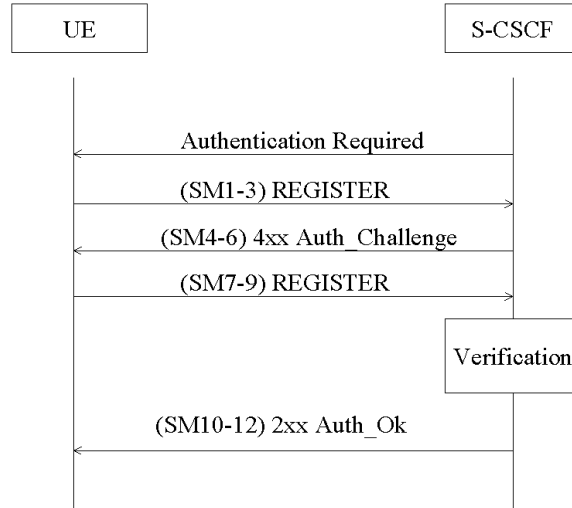 UE
S-CSCF
Authentication Required
(SM1-3) REGISTER
(SM4-6) 4xx Auth_Challenge
(SM7-9) REGISTER
Verification
(SM10-12) 2xx Auth_Ok